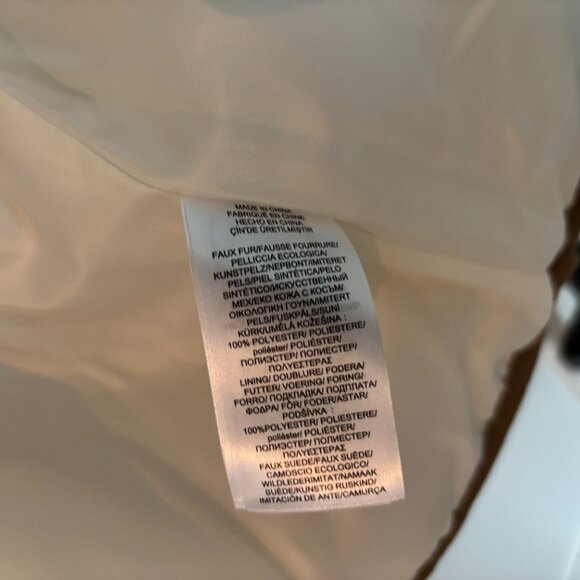 MADE IN CHINA
FABRIQUÉ EN CHINE
HECHO EN CHINA
ÇİN'DE ÜRETİLMİŞTİR
FAUX FUR/FAUSSE FOURRURE/
PELLICCIA ECOLOGICA/
KUNSTPELZ/NEPBONT/IMITERET
PELS/PIEL SINTÉTICA/PELO
SINTÉTICO/ИСКУССТВЕННЫЙ
МЕХ/ЕКО КОЖА С КОСЪМ/
ΟΙΚΟΛΟΓΙΚΗ ΓΟΥΝΑ/IMITERT
PELS/FUSKPÄLS/SUNİ
KÜRK/UMĚLÁ KOŽEŠINA :
100% POLYESTER/ POLIESTERE/
poliéster/ POLIESTER/
ПОЛИЭСТЕР/ ПОЛИЕСТЕР/
ΠΟΛΥΕΣΤΕΡΑΣ
LINING/ DOUBLURE/ FODERA/
FUTTER/ VOERING/ FORING/
FORRO/ ПОДКЛАДКА/ ПОДПЛАТА/
ΦΟΔΡΑ/ FÔR/ FODER/ASTAR/
PODŠÍVKA :
100%POLYESTER/ POLIESTERE/
poliéster/ POLIESTER/
ПОЛИЭСТЕР/ ПОЛИЕСТЕР/
ΠΟΛΥΕΣΤΕΡΑΣ
FAUX SUEDE/FAUX SUÈDE/
CAMOSCIO ECOLOGICO/
WILDLEDERIMITAT/NAMAAK
SUÈDE/KUNSTIG RUSKIND/
IMITACIÓN DE ANTE/CAMURÇA